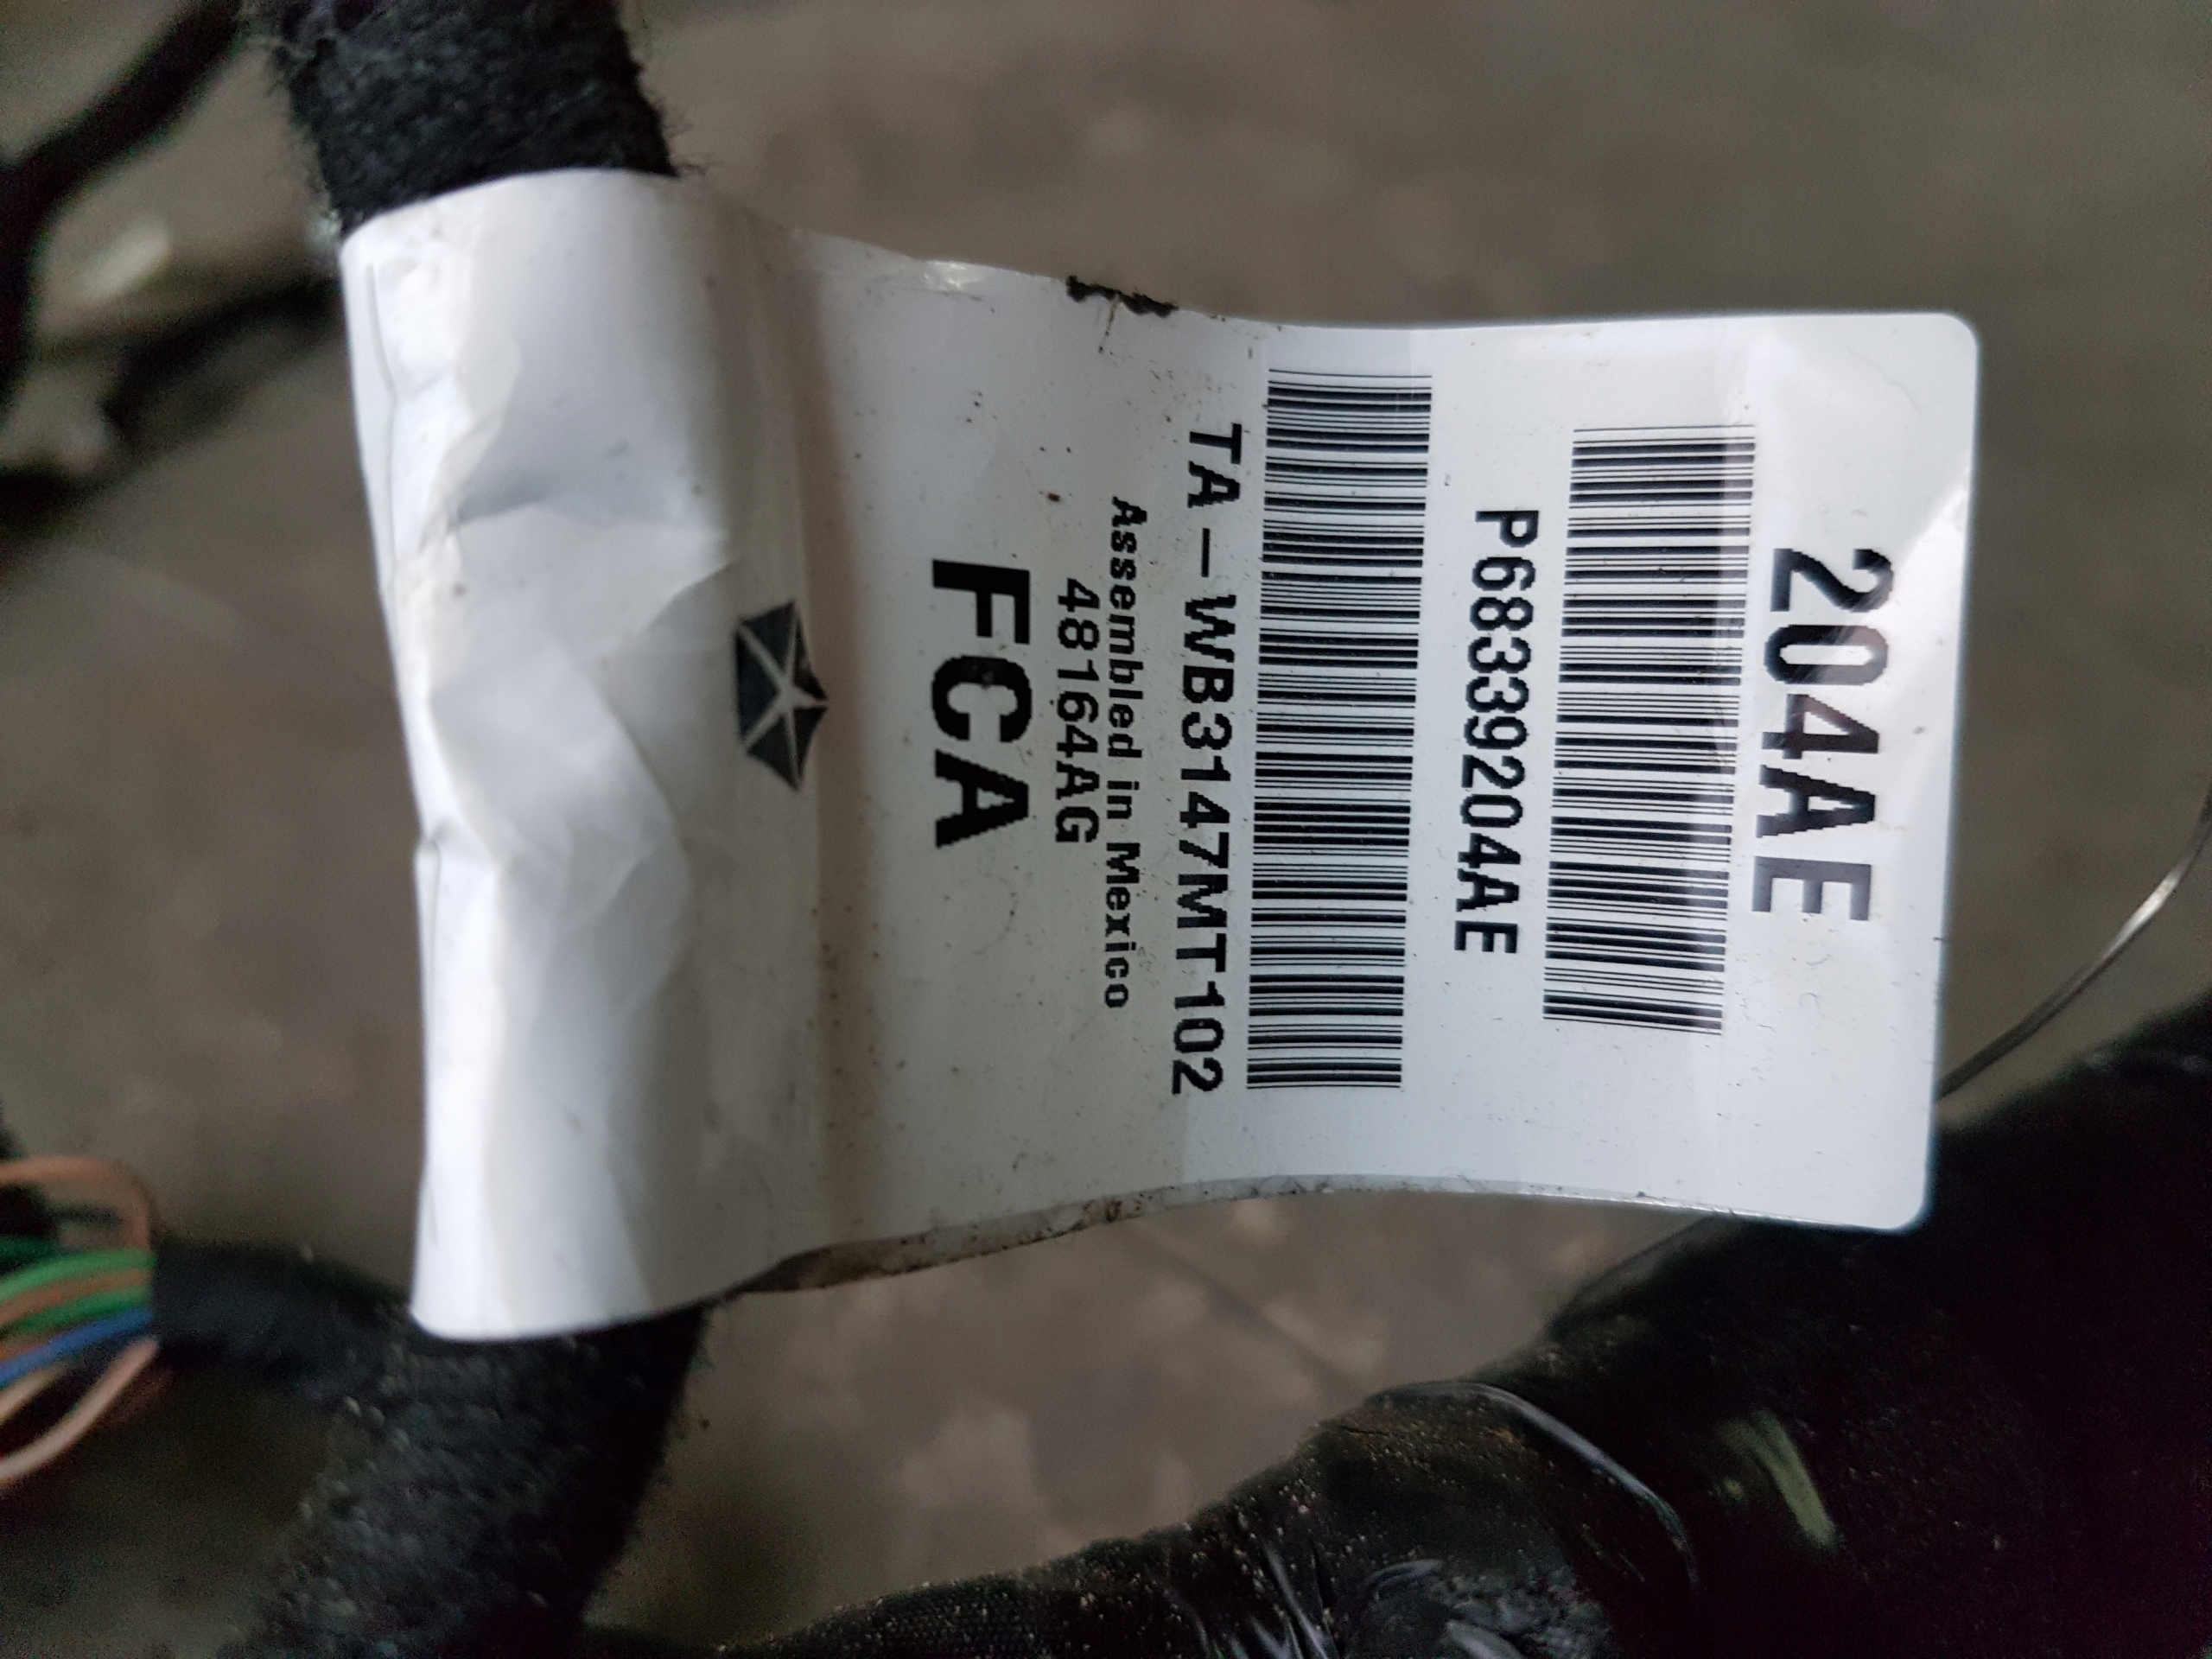 204AE
P68339204AE
TA-WB3147MT102
Assembled in Mexico
48164AG
FCA